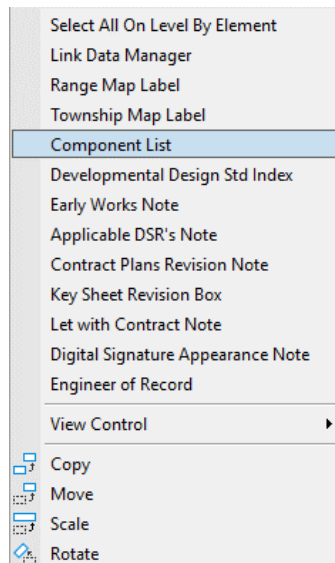 Select All On Level By Element
Link Data Manager
Range Map Label
Township Map Label
Component List
Developmental Design Std Index
Early Works Note
Applicable DSR's Note
Contract Plans Revision Note
Key Sheet Revision Box
Let with Contract Note
Digital Signature Appearance Note
Engineer of Record
View Control
Copy
Move
Scale
Rotate